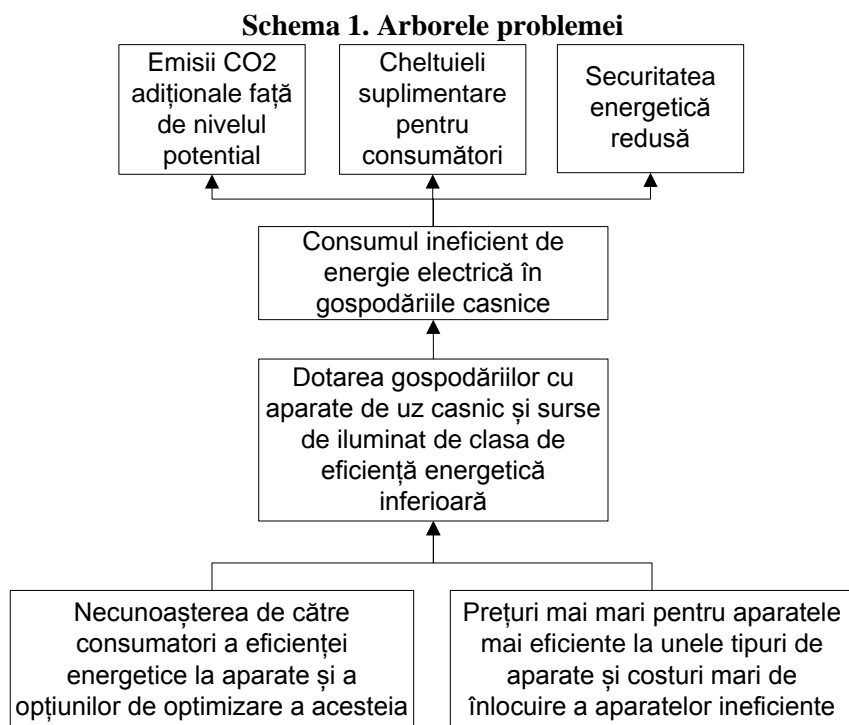 Schema 1. Arborele problemei
Emisii CO2
adiționale față
de nivelul
potential
Cheltuieli
suplimentare
pentru
consumători
Securitatea
energetică
redusă
Consumul ineficient de
energie electrică în
gospodăriile casnice
Dotarea gospodăriilor cu
aparate de uz casnic și surse
de iluminat de clasa de
eficiență energetică
inferioară
Necunoașterea de către
consumatori a eficienței
energetice la aparate și a
opțiunilor de optimizare a acesteia
Prețuri mai mari pentru aparatele
mai eficiente la unele tipuri de
aparate și costuri mari de
înlocuire a aparatelor ineficiente